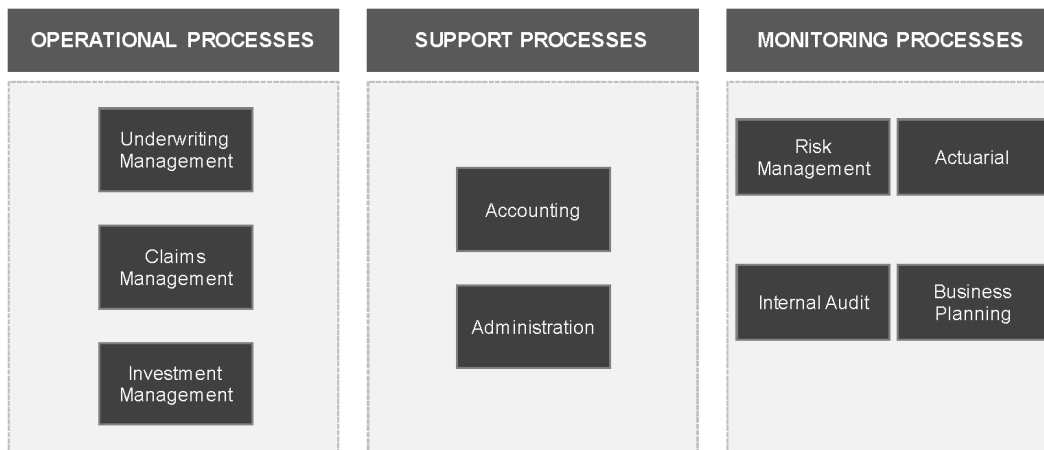 OPERATIONAL PROCESSES
Underwriting
Management
Claims
Management
Investment
Management
SUPPORT PROCESSES
Accounting
Administration
MONITORING PROCESSES
Risk
Management
Actuarial
Internal Audit
Business
Planning